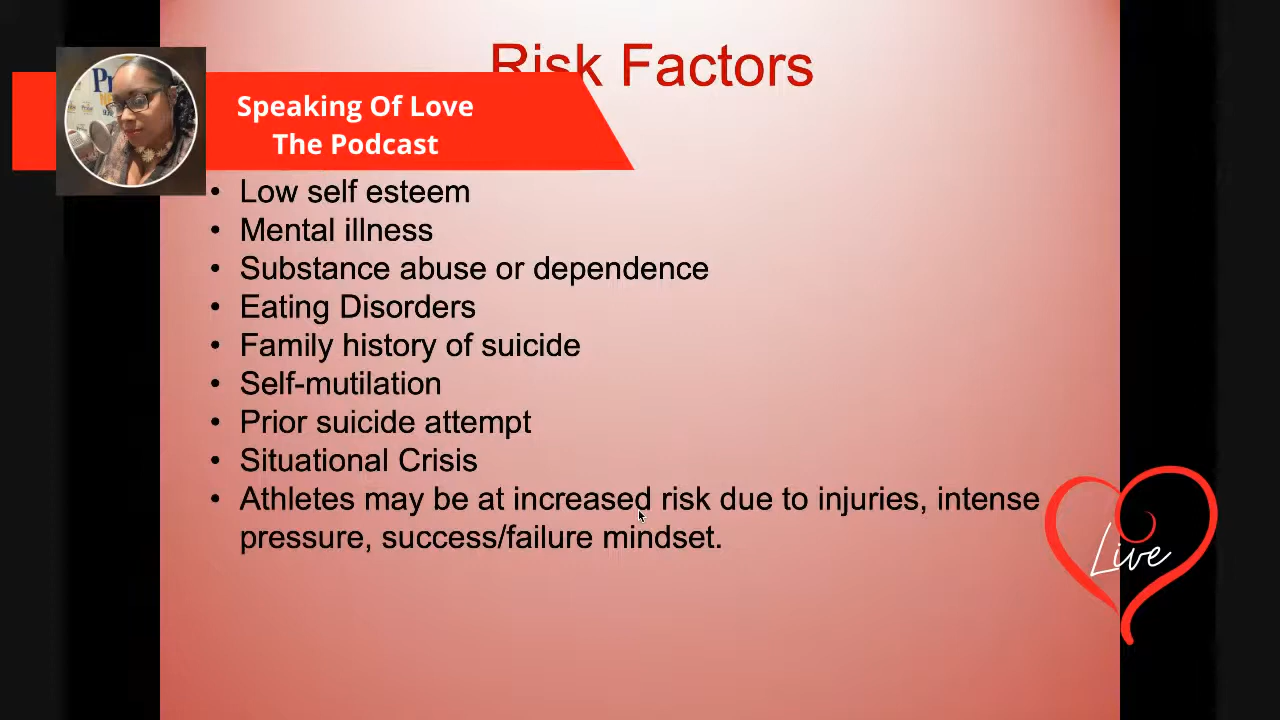 Risk Factors
Speaking Of Love
The Podcast
• Low self esteem
• Mental illness
• Substance abuse or dependence
• Eating Disorders
• Family history of suicide
• Self-mutilation
• Prior suicide attempt
• Situational Crisis
• Athletes may be at increased risk due to injuries, intense
pressure, success/failure mindset.
Live